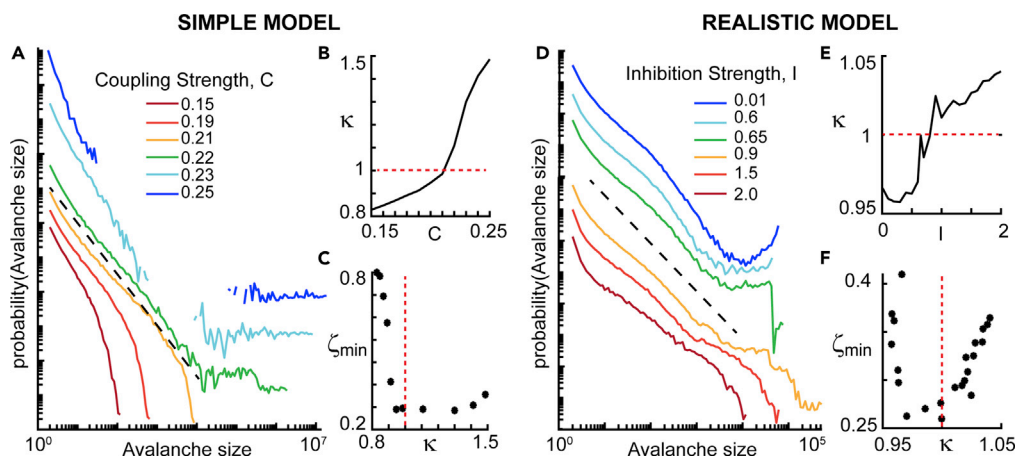 SIMPLE MODEL
REALISTIC MODEL
A
probability(Avalanche size)
Coupling Strength, C
0.15
0.19
0.21
0.22
0.23
0.25
10⁰
Avalanche size
10⁷
B
1.5
κ
1
0.8
0.15
C
0.25
C
0.8
ζmin
0.2
0.8
κ
1.5
D
probability(Avalanche size)
Inhibition Strength, I
0.01
0.6
0.65
0.9
1.5
2.0
10⁰
Avalanche size
10⁵
E
1.05
κ
1
0.95
0
I
2
F
0.4
ζmin
0.25
0.95
κ
1.05